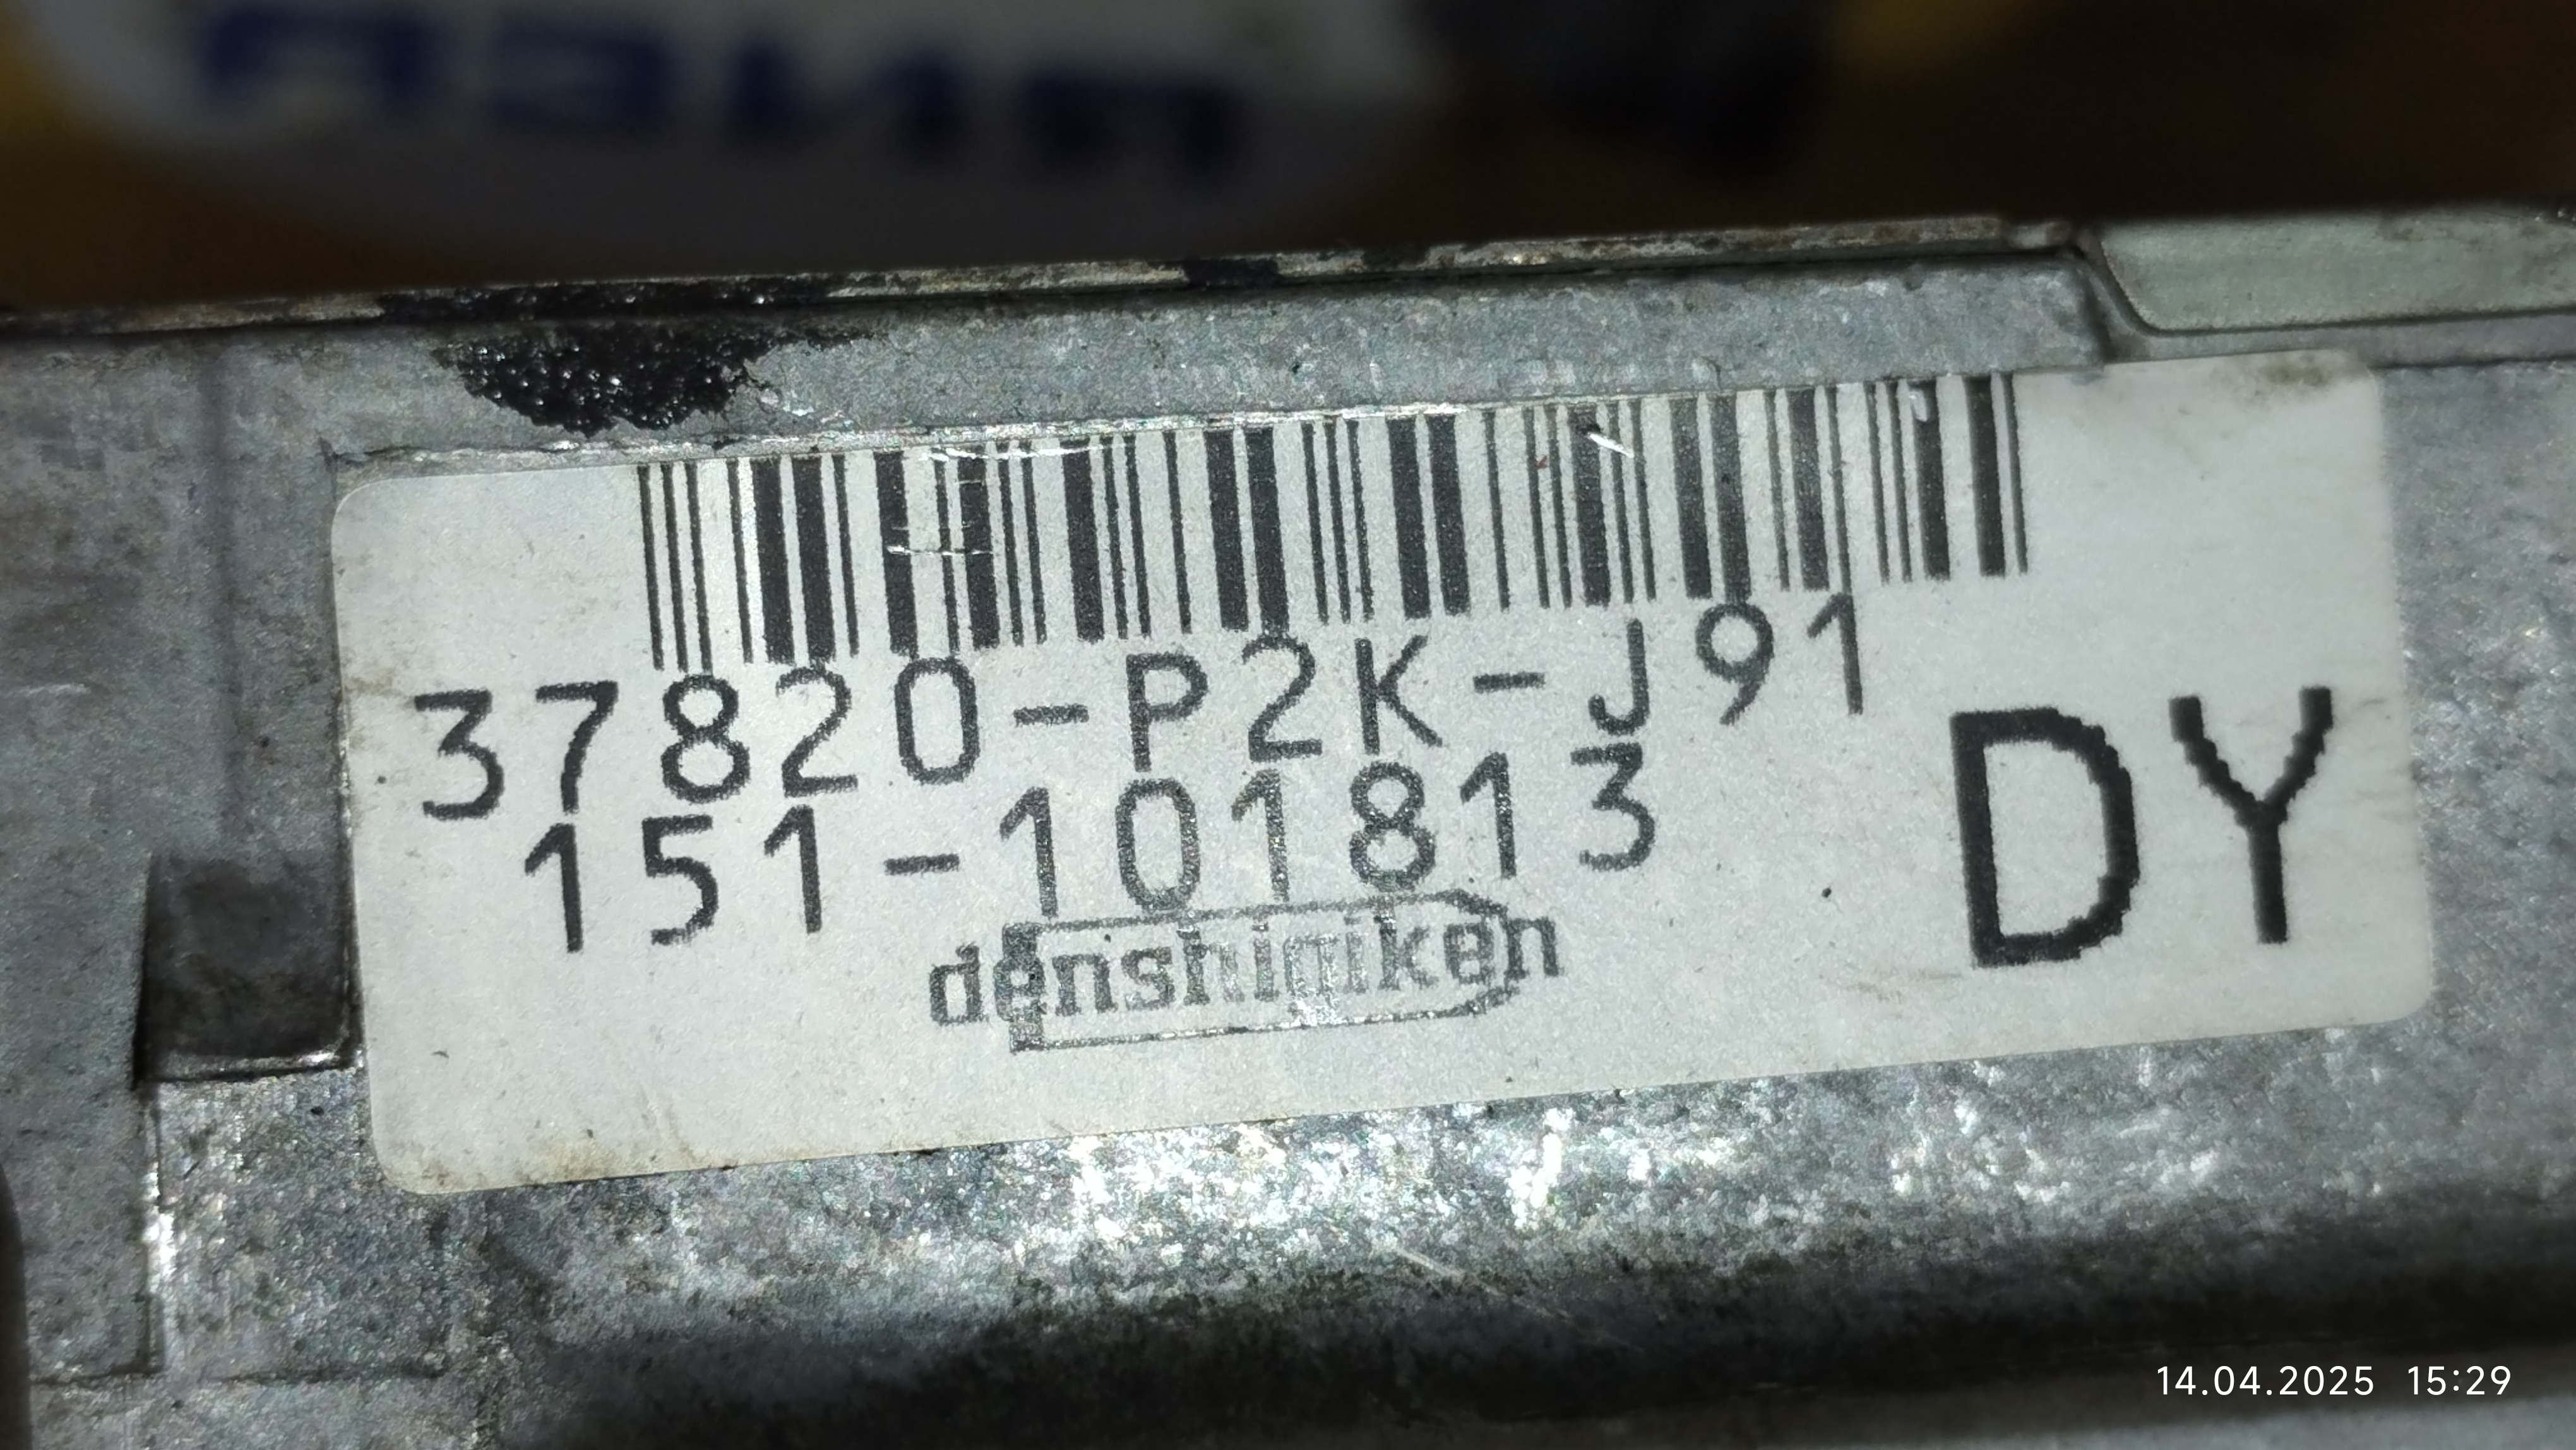 37820-P2K-J91
151-101813
DY
denshigiken
14.04.2025 15:29